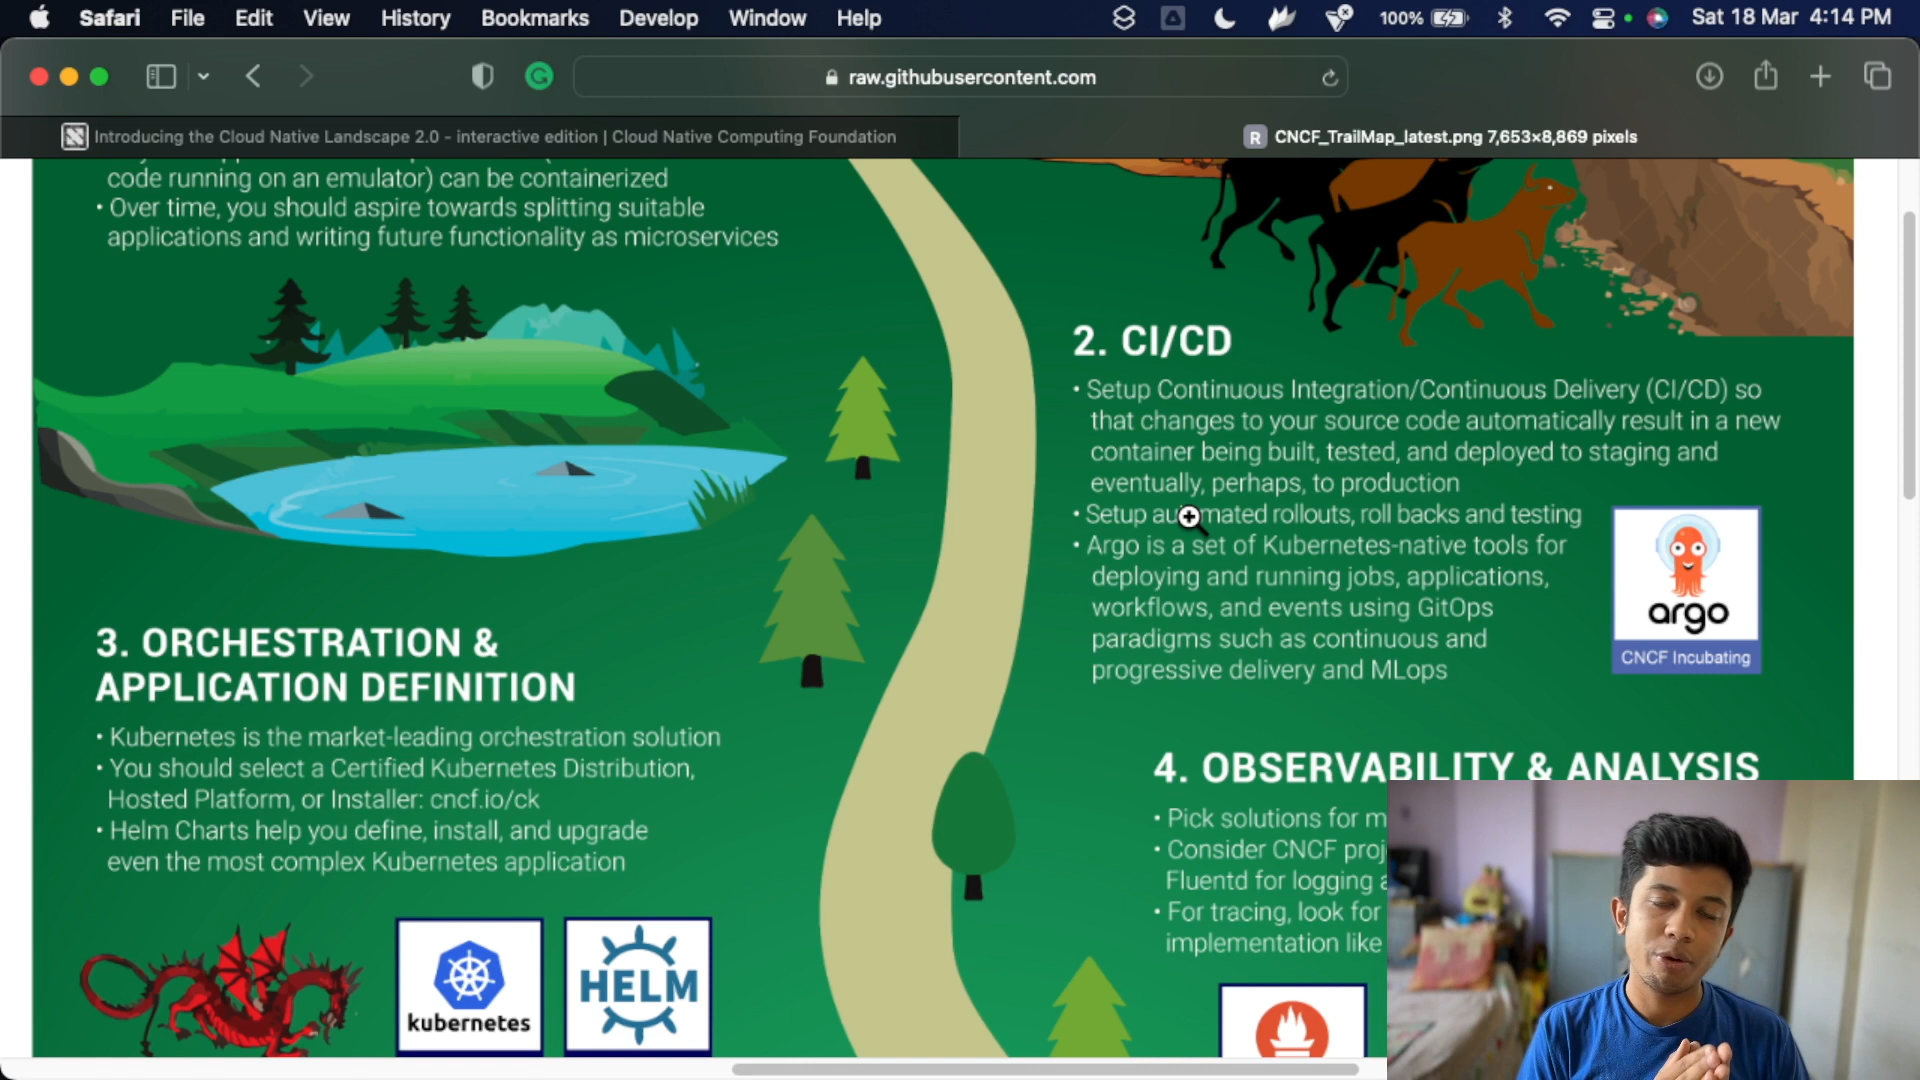 Safari File Edit View History Bookmarks Develop Window Help 100% Sat 18 Mar 4:14 PM
raw.githubusercontent.com
Introducing the Cloud Native Landscape 2.0 - interactive edition | Cloud Native Computing Foundation
R CNCF_TrailMap_latest.png 7,653×8,869 pixels
code running on an emulator) can be containerized
• Over time, you should aspire towards splitting suitable
applications and writing future functionality as microservices
2. CI/CD
• Setup Continuous Integration/Continuous Delivery (CI/CD) so
that changes to your source code automatically result in a new
container being built, tested, and deployed to staging and
eventually, perhaps, to production
• Setup automated rollouts, roll backs and testing
• Argo is a set of Kubernetes-native tools for
deploying and running jobs, applications,
workflows, and events using GitOps
paradigms such as continuous and
progressive delivery and MLops
argo
CNCF Incubating
3. ORCHESTRATION &
APPLICATION DEFINITION
• Kubernetes is the market-leading orchestration solution
• You should select a Certified Kubernetes Distribution,
Hosted Platform, or Installer: cncf.io/ck
• Helm Charts help you define, install, and upgrade
even the most complex Kubernetes application
kubernetes
HELM
4. OBSERVABILITY & ANALYSIS
• Pick solutions for
• Consider CNCF
Fluentd for logging
• For tracing, look for
implementation like